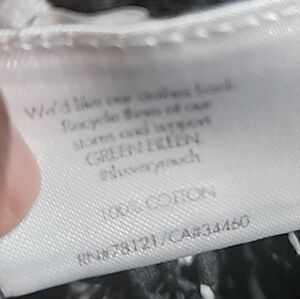 We'd like our clothes back.
Recycle them at our
stores and support
GREEN EILEEN

100% COTTON
RN#78121/CA#34460